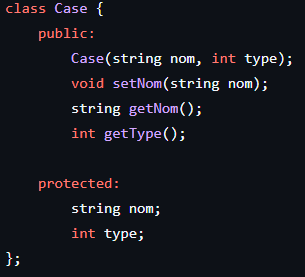 class Case {
public:
Case(string nom, int type);
void setNom(string nom);
string getNom();
int getType();
protected:
string nom;
int type;
};